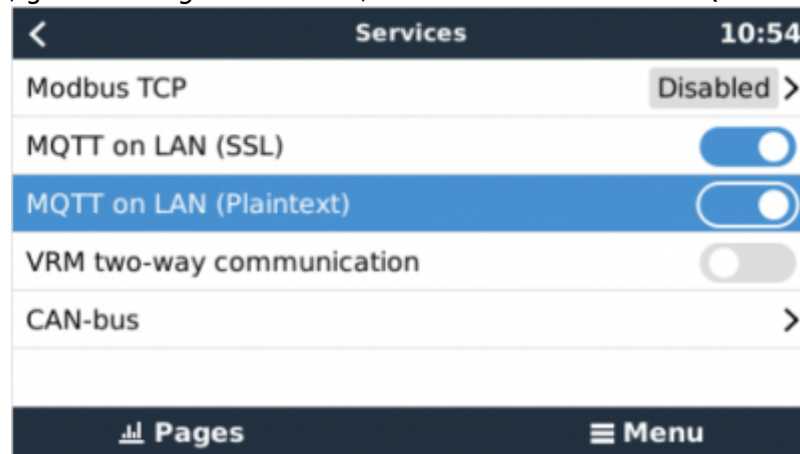 Services 10:54
Modbus TCP Disabled
MQTT on LAN (SSL)
MQTT on LAN (Plaintext)
VRM two-way communication
CAN-bus
Pages Menu